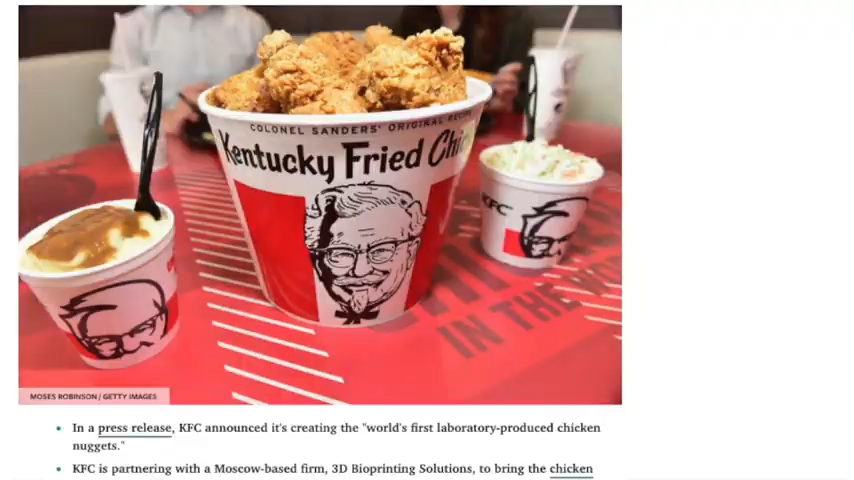 COLONEL SANDERS' ORIGINAL RECIPE
Kentucky Fried Chic
KFC
IN THE WO
MOSES ROBINSON / GETTY IMAGES
In a press release, KFC announced it's creating the "world's first laboratory-produced chicken
nuggets."
KFC is partnering with a Moscow-based firm, 3D Bioprinting Solutions, to bring the chicken